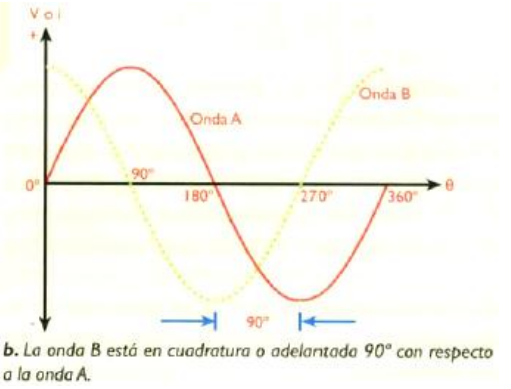 V o i
+
Onda B
Onda A
90°
0°
θ
180°
270°
360°
-
90°
b. La onda B está en cuadratura o adelantada 90° con respecto
a la onda A.